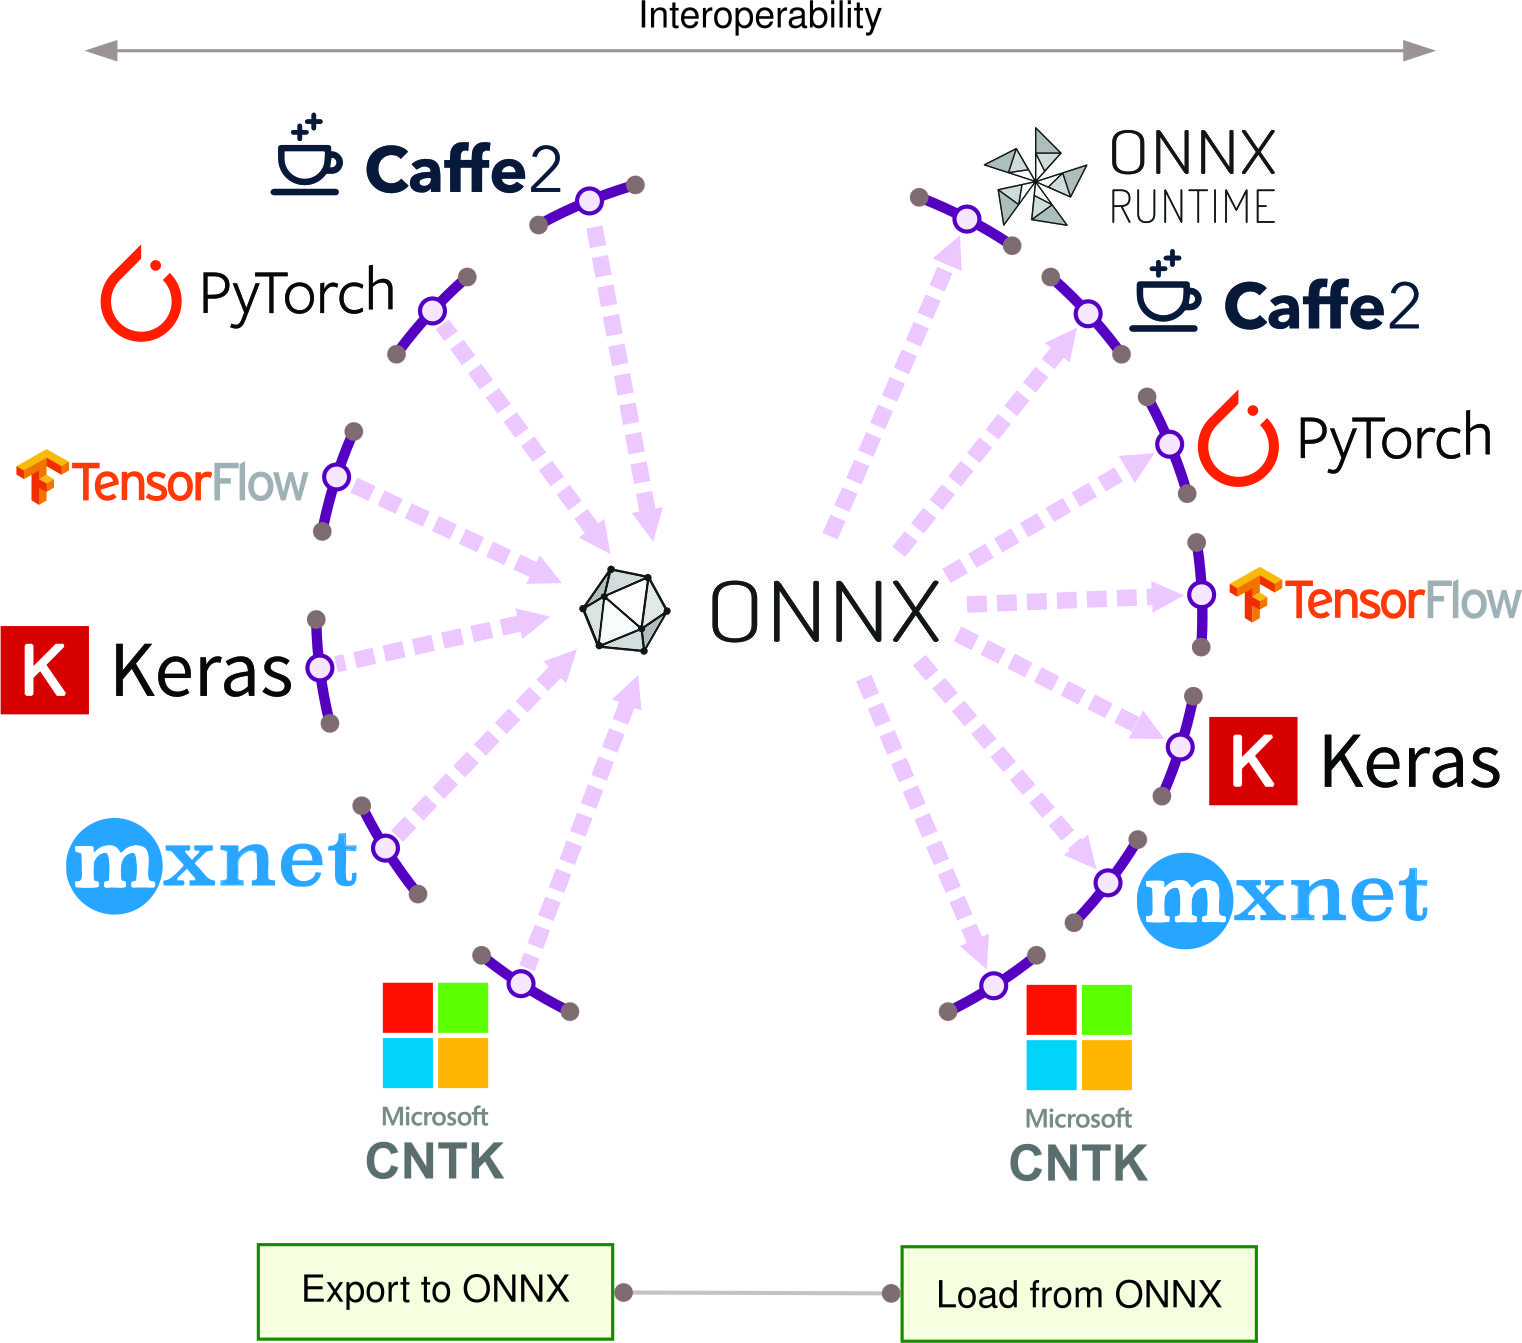 Interoperability
Caffe2
PyTorch
TensorFlow
K Keras
mxnet
Microsoft
CNTK
ONNX
ONNX
RUNTIME
Caffe2
PyTorch
TensorFlow
K Keras
mxnet
Microsoft
CNTK
Export to ONNX
Load from ONNX